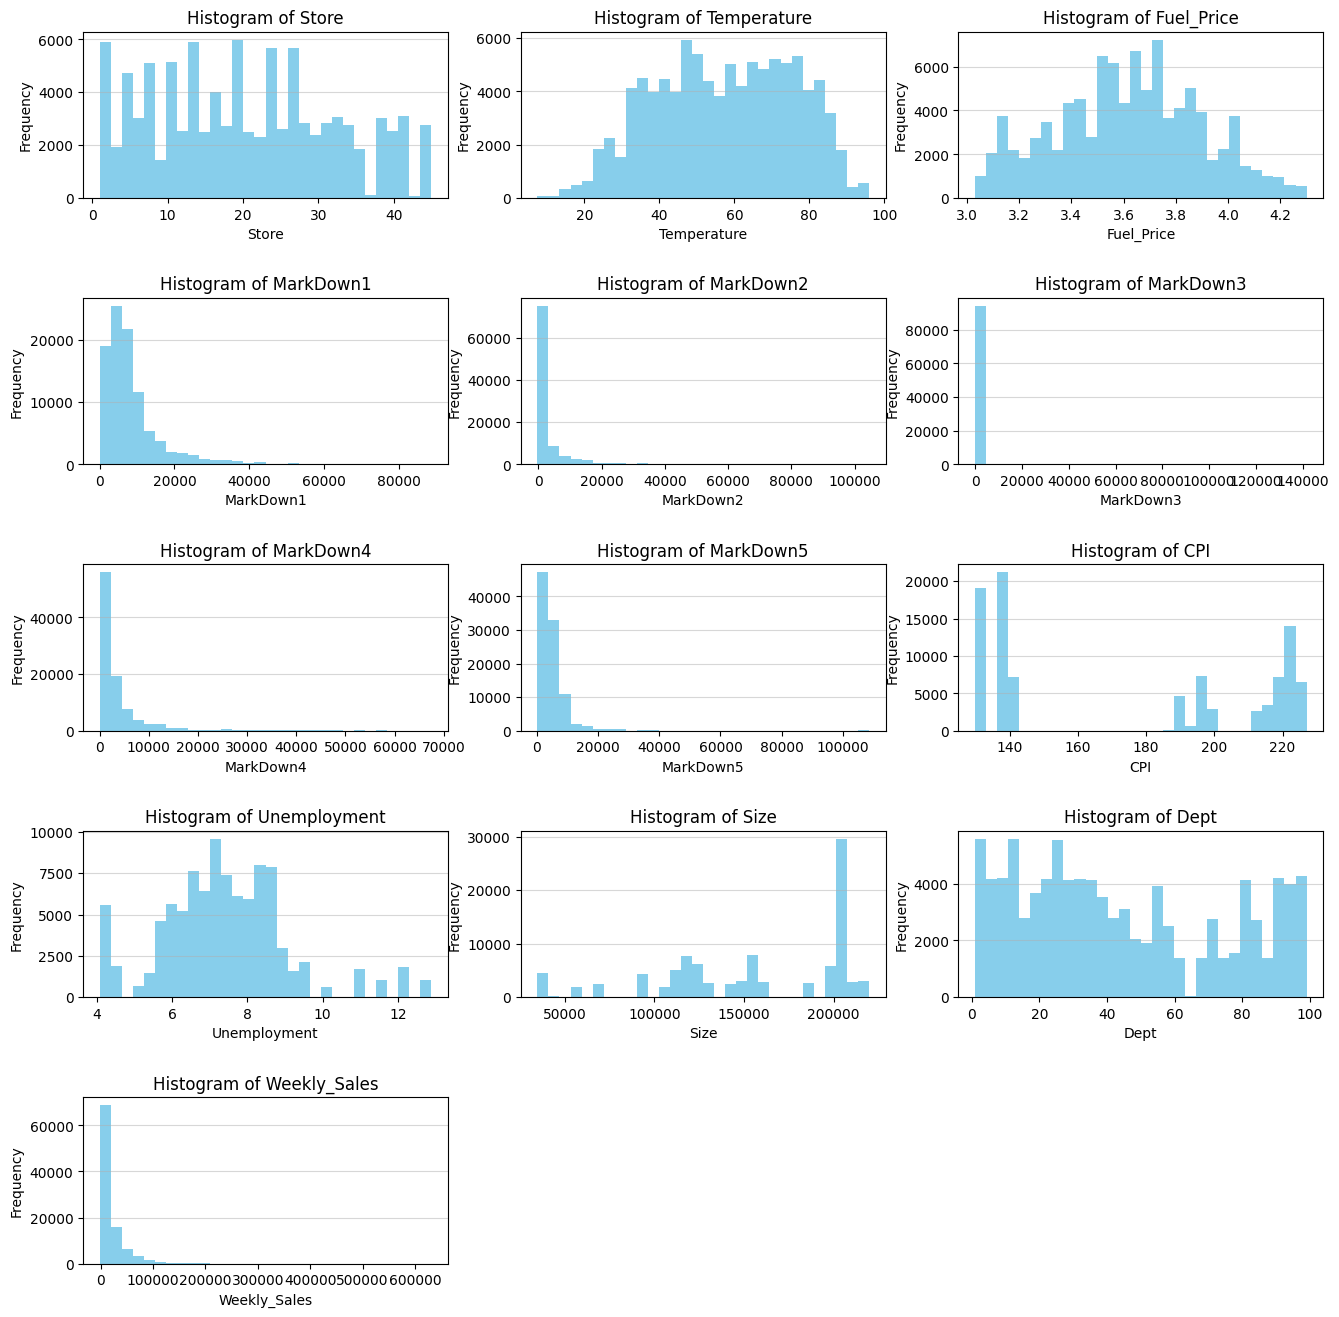 Histogram of Store
6000
4000
2000
0
Frequency
0 10 20 30 40
Store
Histogram of Temperature
6000
4000
2000
0
Frequency
20 40 60 80 100
Temperature
Histogram of Fuel_Price
6000
4000
2000
0
Frequency
3.0 3.2 3.4 3.6 3.8 4.0 4.2
Fuel_Price
Histogram of MarkDown1
20000
10000
0
Frequency
0 20000 40000 60000 80000
MarkDown1
Histogram of MarkDown2
60000
40000
20000
0
Frequency
0 20000 40000 60000 80000 100000
MarkDown2
Histogram of MarkDown3
80000
60000
40000
20000
0
Frequency
0 20000 40000 60000 80000 100000 120000 140000
MarkDown3
Histogram of MarkDown4
40000
20000
0
Frequency
0 10000 20000 30000 40000 50000 60000 70000
MarkDown4
Histogram of MarkDown5
40000
30000
20000
10000
0
Frequency
0 20000 40000 60000 80000 100000
MarkDown5
Histogram of CPI
20000
15000
10000
5000
0
Frequency
140 160 180 200 220
CPI
Histogram of Unemployment
10000
7500
5000
2500
0
Frequency
4 6 8 10 12
Unemployment
Histogram of Size
30000
20000
10000
0
Frequency
50000 100000 150000 200000
Size
Histogram of Dept
4000
2000
0
Frequency
0 20 40 60 80 100
Dept
Histogram of Weekly_Sales
60000
40000
20000
0
Frequency
0 100000 200000 300000 400000 500000 600000
Weekly_Sales